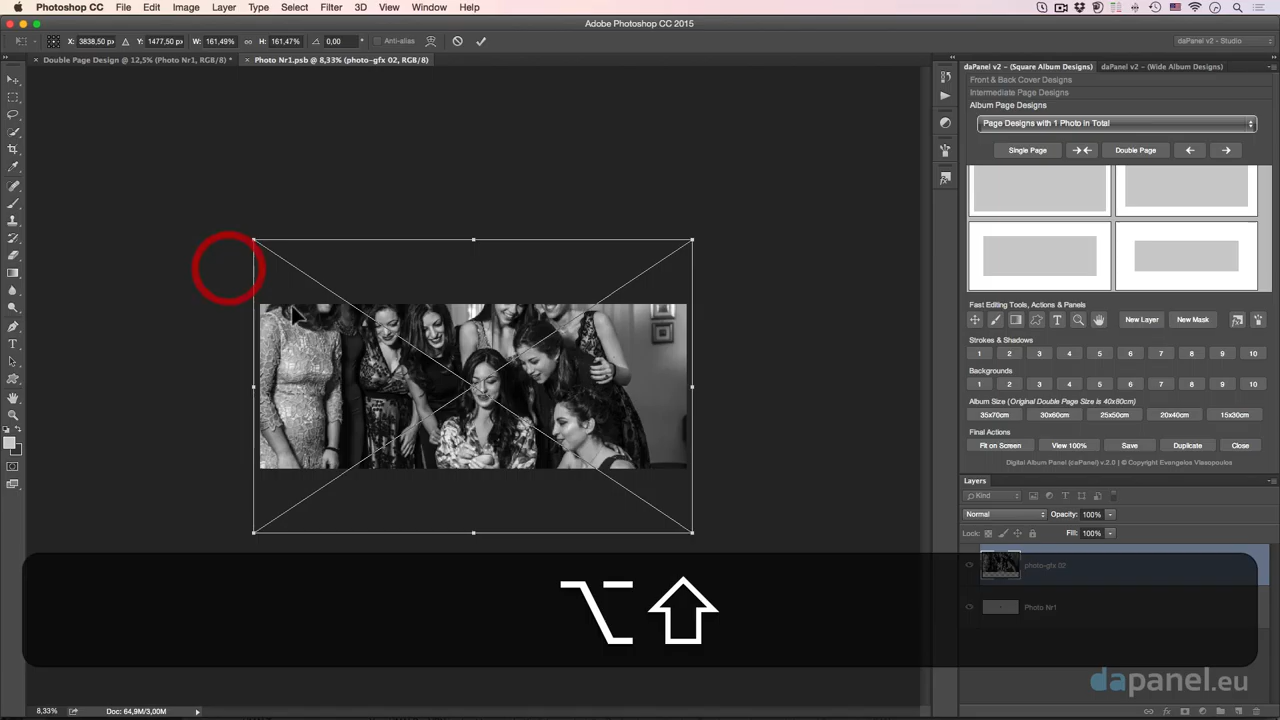 Photoshop CC File Edit Image Layer Type Select Filter 3D View Window Help
Adobe Photoshop CC 2015
X: 3838,50 px Y: 1477,50 px W: 161,49% H: 161,47% 0,00 Anti-alias daPanel v2 - Studio
× Double Page Design @ 12,5% (Photo Nr1, RGB/8) * × Photo Nr1.psb @ 8,33% (photo-gfx 02, RGB/8)
daPanel v2 - (Square Album Designs) daPanel v2 - (Wide Album Designs)
Front & Back Cover Designs
Intermediate Page Designs
Album Page Designs
Page Designs with 1 Photo in Total
Single Page Double Page
Fast Editing Tools, Actions & Panels
New Layer New Mask
Strokes & Shadows
1 2 3 4 5 6 7 8 9 10
Backgrounds
1 2 3 4 5 6 7 8 9 10
Album Size (Original Double Page Size is 40x80cm)
35x70cm 30x60cm 25x50cm 20x40cm 15x30cm
Final Actions
Fit on Screen View 100% Save Duplicate Close
Digital Album Panel (daPanel) v.2.0 | © Copyright Evangelos Vlasopoulos
Layers
Kind
Normal Opacity: 100%
Lock: Fill: 100%
photo-gfx 02
Photo Nr1
dapanel.eu
8,33% Doc: 64,9M/3,00M